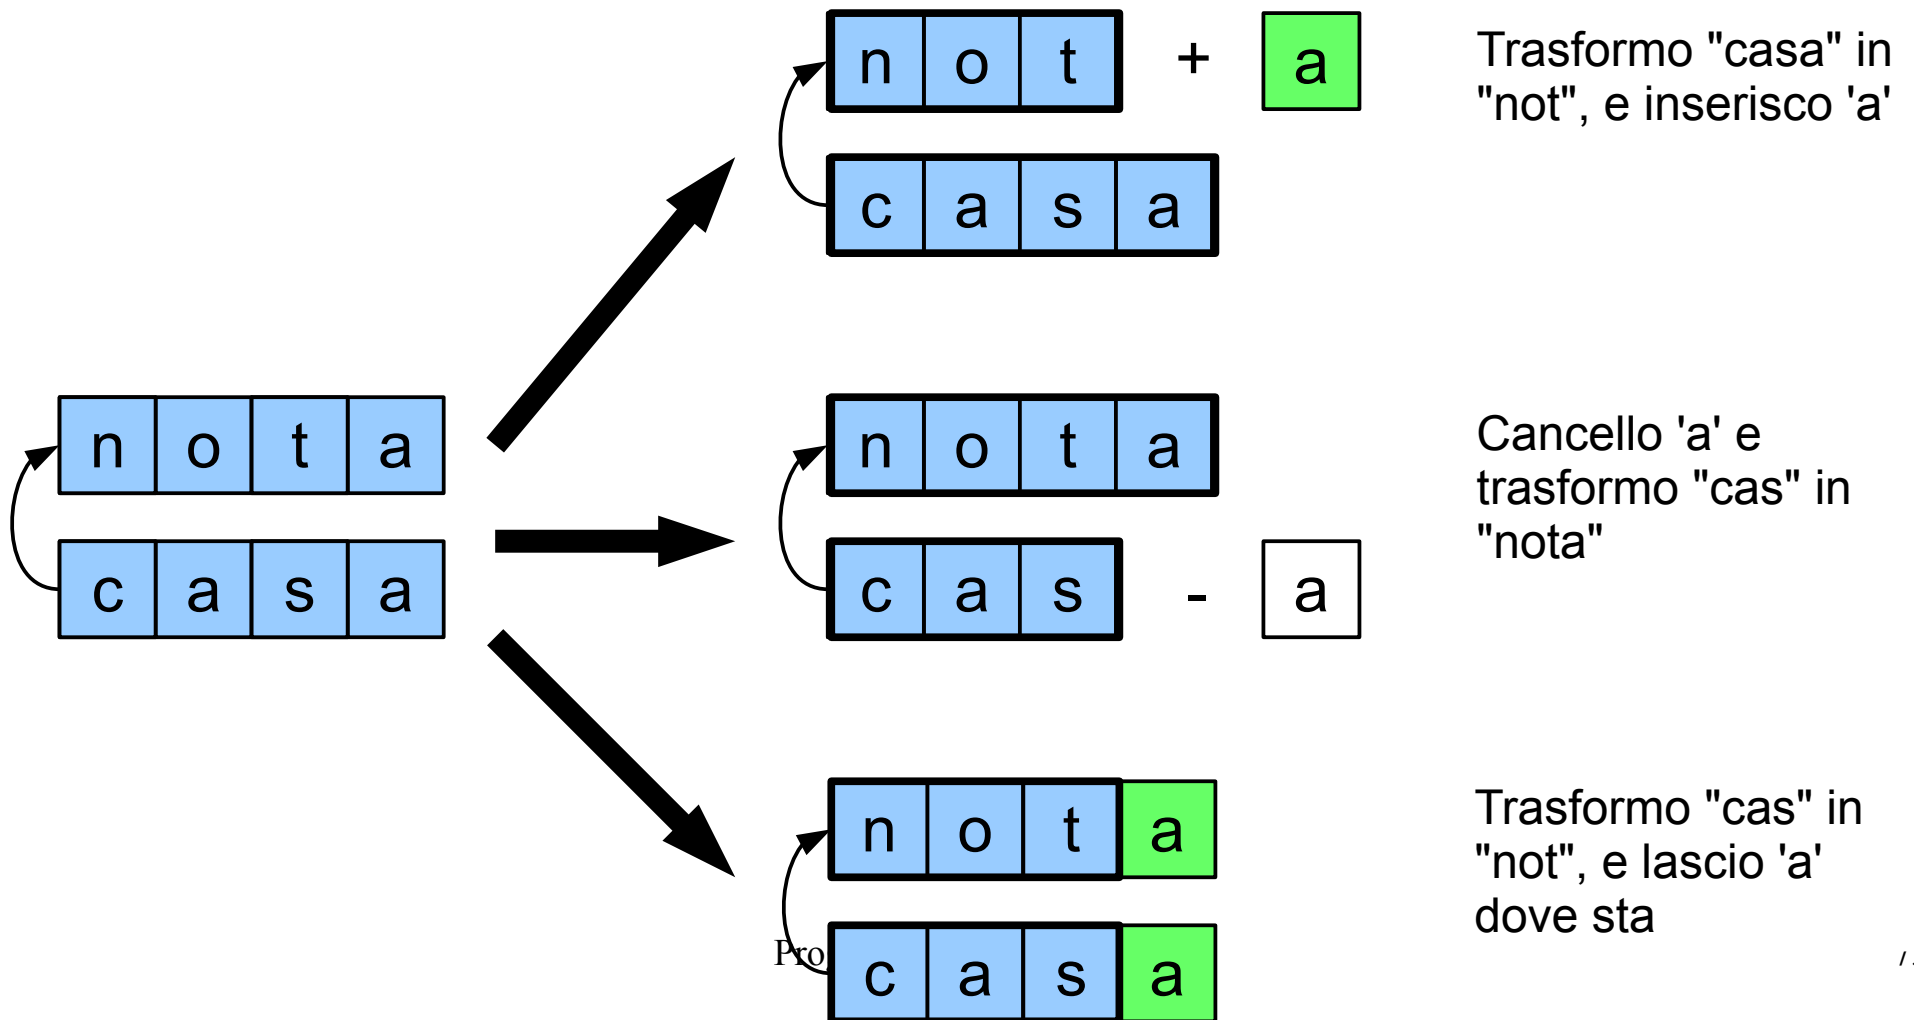 n o t + a
Trasformo "casa" in
"not", e inserisco 'a'
c a s a
n o t a
c a s a
n o t a
Cancello 'a' e
trasformo "cas" in
"nota"
c a s - a
n o t a
Trasformo "cas" in
"not", e lascio 'a'
dove sta
c a s a
Pro